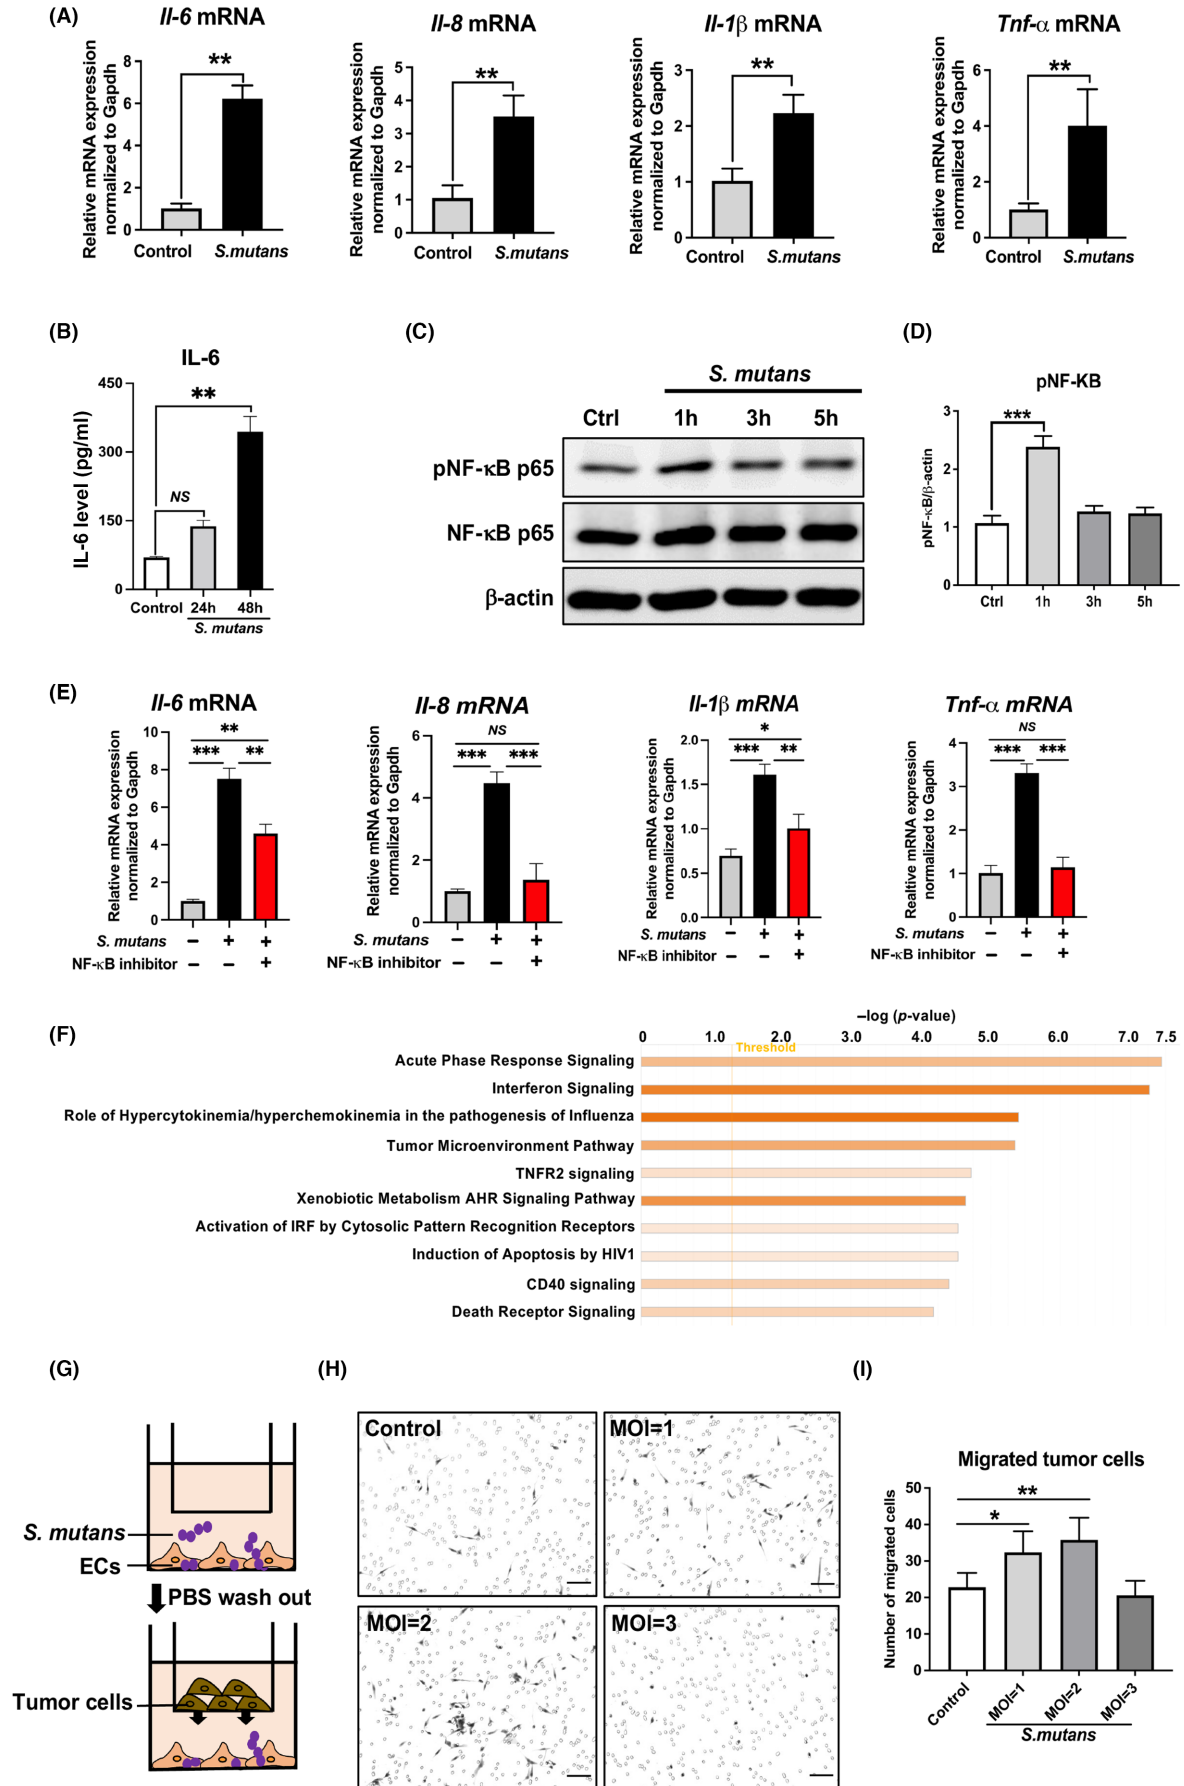 (A)
Il-6 mRNA
Relative mRNA expression
normalized to Gapdh
8
6
4
2
0
**
Control
S.mutans
Il-8 mRNA
Relative mRNA expression
normalized to Gapdh
5
4
3
2
1
0
**
Control
S.mutans
Il-1β mRNA
Relative mRNA expression
normalized to Gapdh
3
2
1
0
**
Control
S.mutans
Tnf-α mRNA
Relative mRNA expression
normalized to Gapdh
6
4
2
0
**
Control
S.mutans
(B)
IL-6
IL-6 level (pg/ml)
450
300
150
0
**
NS
Control 24h 48h
S. mutans
(C)
S. mutans
Ctrl 1h 3h 5h
pNF-κB p65
NF-κB p65
β-actin
(D)
pNF-KB
pNF-κB/β-actin
3
2
1
0
***
Ctrl 1h 3h 5h
(E)
Il-6 mRNA
Relative mRNA expression
normalized to Gapdh
10
8
6
4
2
0
**
*** **
S. mutans − + +
NF-κB inhibitor − − +
Il-8 mRNA
Relative mRNA expression
normalized to Gapdh
6
4
2
0
NS
*** ***
S. mutans − + +
NF-κB inhibitor − − +
Il-1β mRNA
Relative mRNA expression
normalized to Gapdh
2.0
1.5
1.0
0.5
0.0
*
*** **
S. mutans − + +
NF-κB inhibitor − − +
Tnf-α mRNA
Realtive mRNA expression
normalized to Gapdh
4
3
2
1
0
NS
*** ***
S. mutans − + +
NF-κB inhibitor − − +
(F)
−log (p-value)
0 1.0 2.0 3.0 4.0 5.0 6.0 7.0 7.5
Threshold
Acute Phase Response Signaling
Interferon Signaling
Role of Hypercytokinemia/hyperchemokinemia in the pathogenesis of Influenza
Tumor Microenvironment Pathway
TNFR2 signaling
Xenobiotic Metabolism AHR Signaling Pathway
Activation of IRF by Cytosolic Pattern Recognition Receptors
Induction of Apoptosis by HIV1
CD40 signaling
Death Receptor Signaling
(G)
S. mutans
ECs
PBS wash out
Tumor cells
(H)
Control
MOI=1
MOI=2
MOI=3
(I)
Migrated tumor cells
Number of migrated cells
50
40
30
20
10
0
**
*
Control
MOI=1
MOI=2
MOI=3
S.mutans